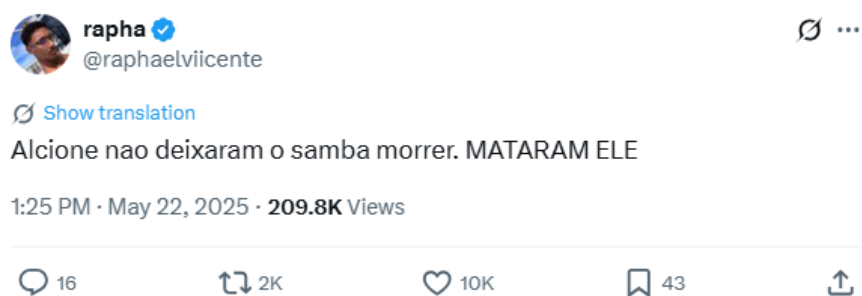 rapha
@raphaelviicente
Show translation
Alcione nao deixaram o samba morrer. MATARAM ELE
1:25 PM · May 22, 2025 · 209.8K Views
16 2K 10K 43